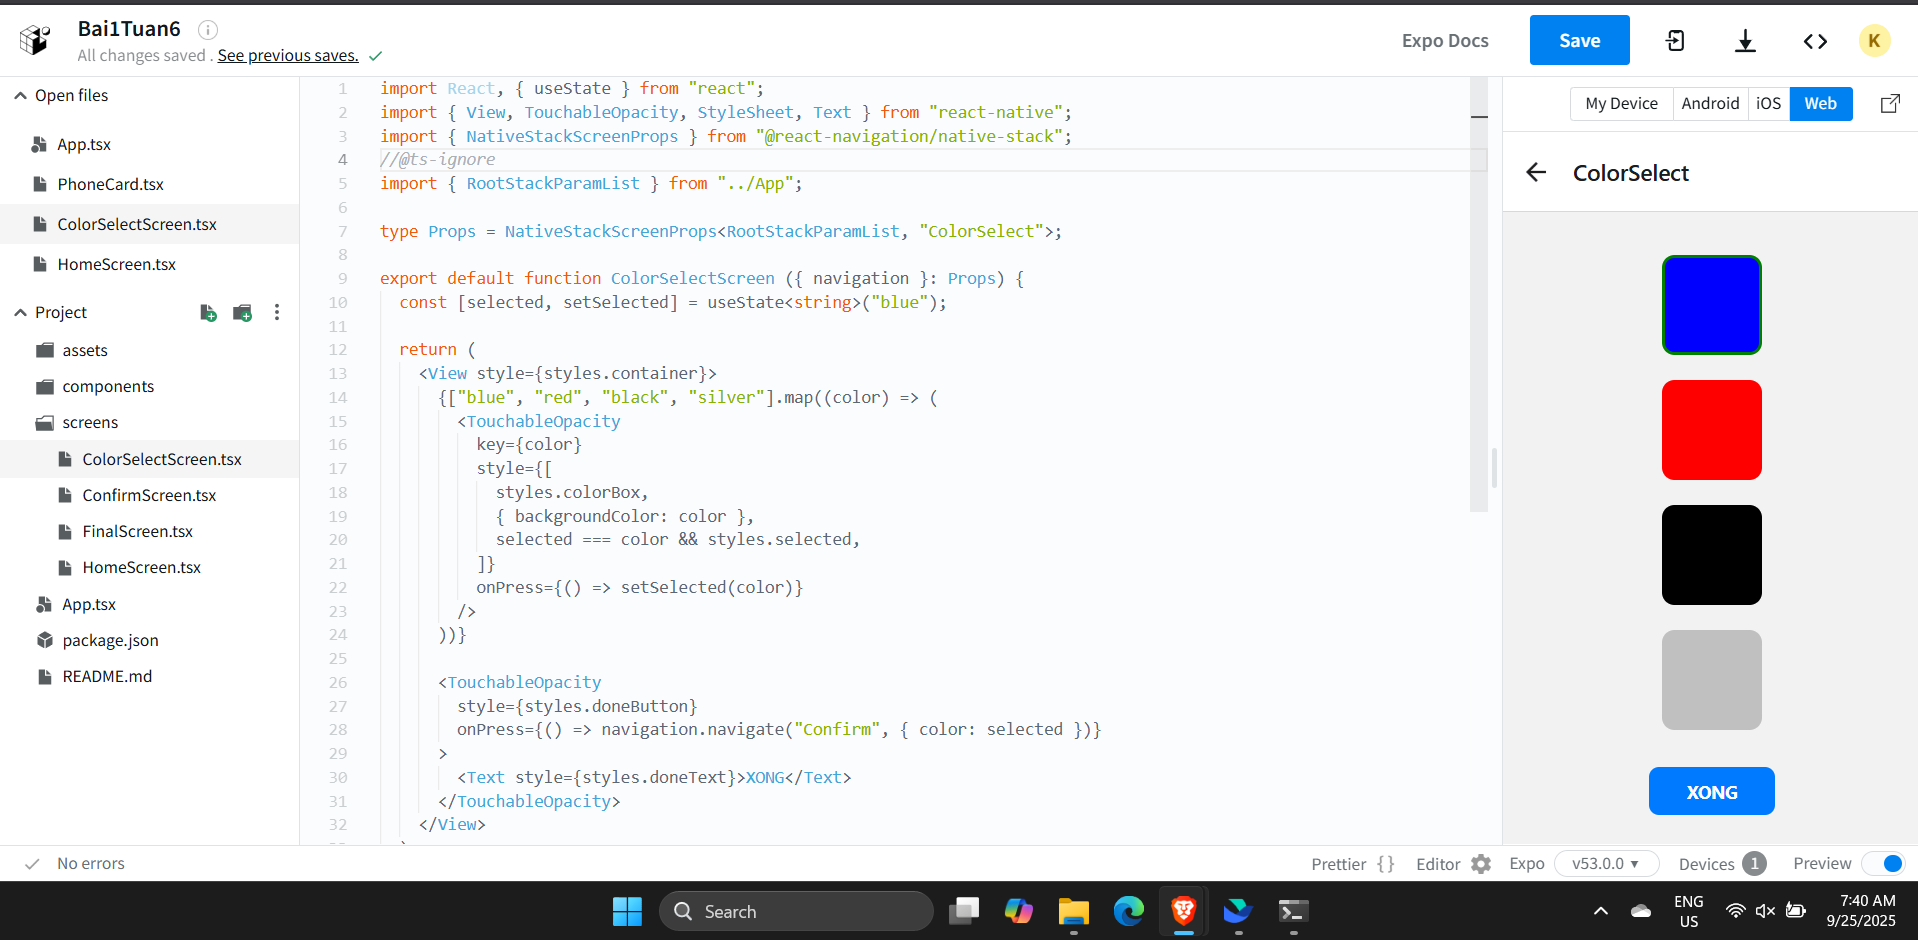 Bai1Tuan6
All changes saved . See previous saves.
Expo Docs
Save
K
Open files
App.tsx
PhoneCard.tsx
ColorSelectScreen.tsx
HomeScreen.tsx
Project
assets
components
screens
ColorSelectScreen.tsx
ConfirmScreen.tsx
FinalScreen.tsx
HomeScreen.tsx
App.tsx
package.json
README.md
1 import React, { useState } from "react";
2 import { View, TouchableOpacity, StyleSheet, Text } from "react-native";
3 import { NativeStackScreenProps } from "@react-navigation/native-stack";
4 //@ts-ignore
5 import { RootStackParamList } from "../App";
6
7 type Props = NativeStackScreenProps<RootStackParamList, "ColorSelect">;
8
9 export default function ColorSelectScreen ({ navigation }: Props) {
10 const [selected, setSelected] = useState<string>("blue");
11
12 return (
13 <View style={styles.container}>
14 {["blue", "red", "black", "silver"].map((color) => (
15 <TouchableOpacity
16 key={color}
17 style={[
18 styles.colorBox,
19 { backgroundColor: color },
20 selected === color && styles.selected,
21 ]}
22 onPress={() => setSelected(color)}
23 />
24 ))}
25
26 <TouchableOpacity
27 style={styles.doneButton}
28 onPress={() => navigation.navigate("Confirm", { color: selected })}
29 >
30 <Text style={styles.doneText}>XONG</Text>
31 </TouchableOpacity>
32 </View>
My Device Android iOS Web
ColorSelect
XONG
No errors
Prettier {} Editor Expo v53.0.0 Devices 1 Preview
Search
ENG
US
7:40 AM
9/25/2025